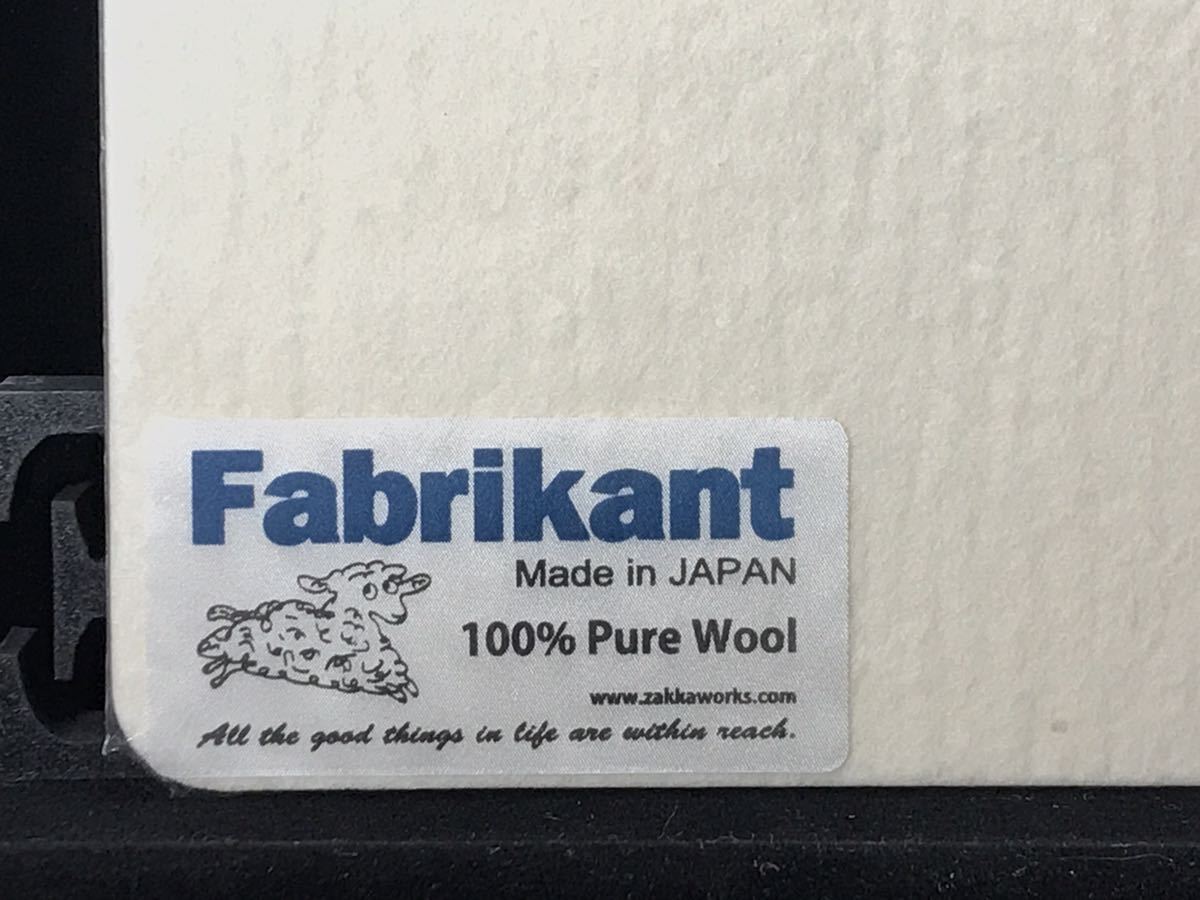 Fabrikant
Made in JAPAN
100% Pure Wool
www.zakkaworks.com
All the good things in life are within reach.